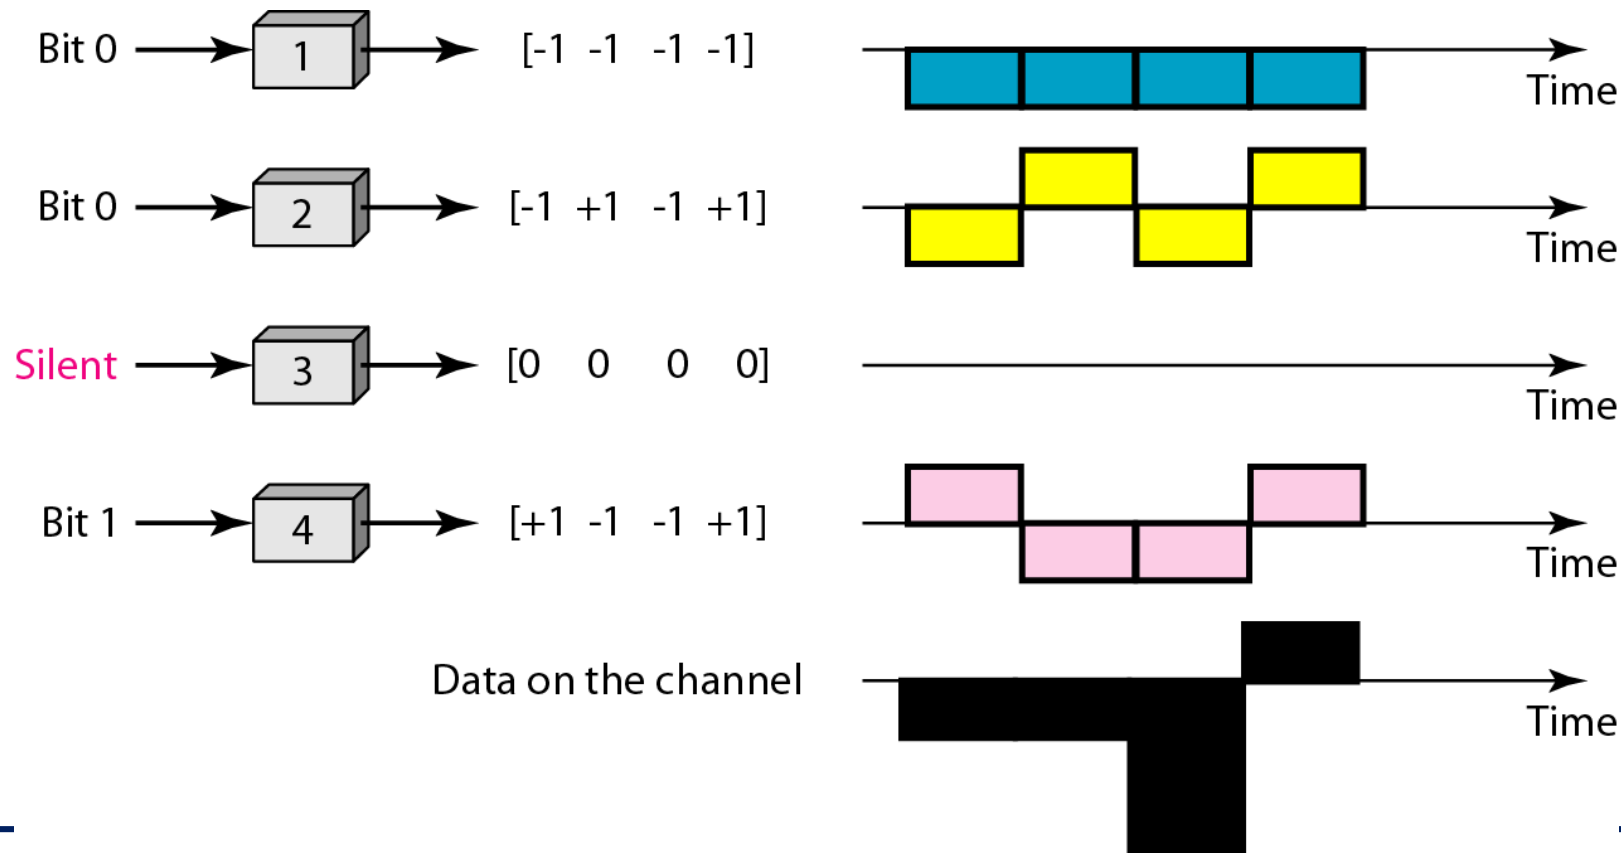 Bit 0 1 [-1 -1 -1 -1]
Time
Bit 0 2 [-1 +1 -1 +1]
Time
Silent 3 [0 0 0 0]
Time
Bit 1 4 [+1 -1 -1 +1]
Time
Data on the channel
Time